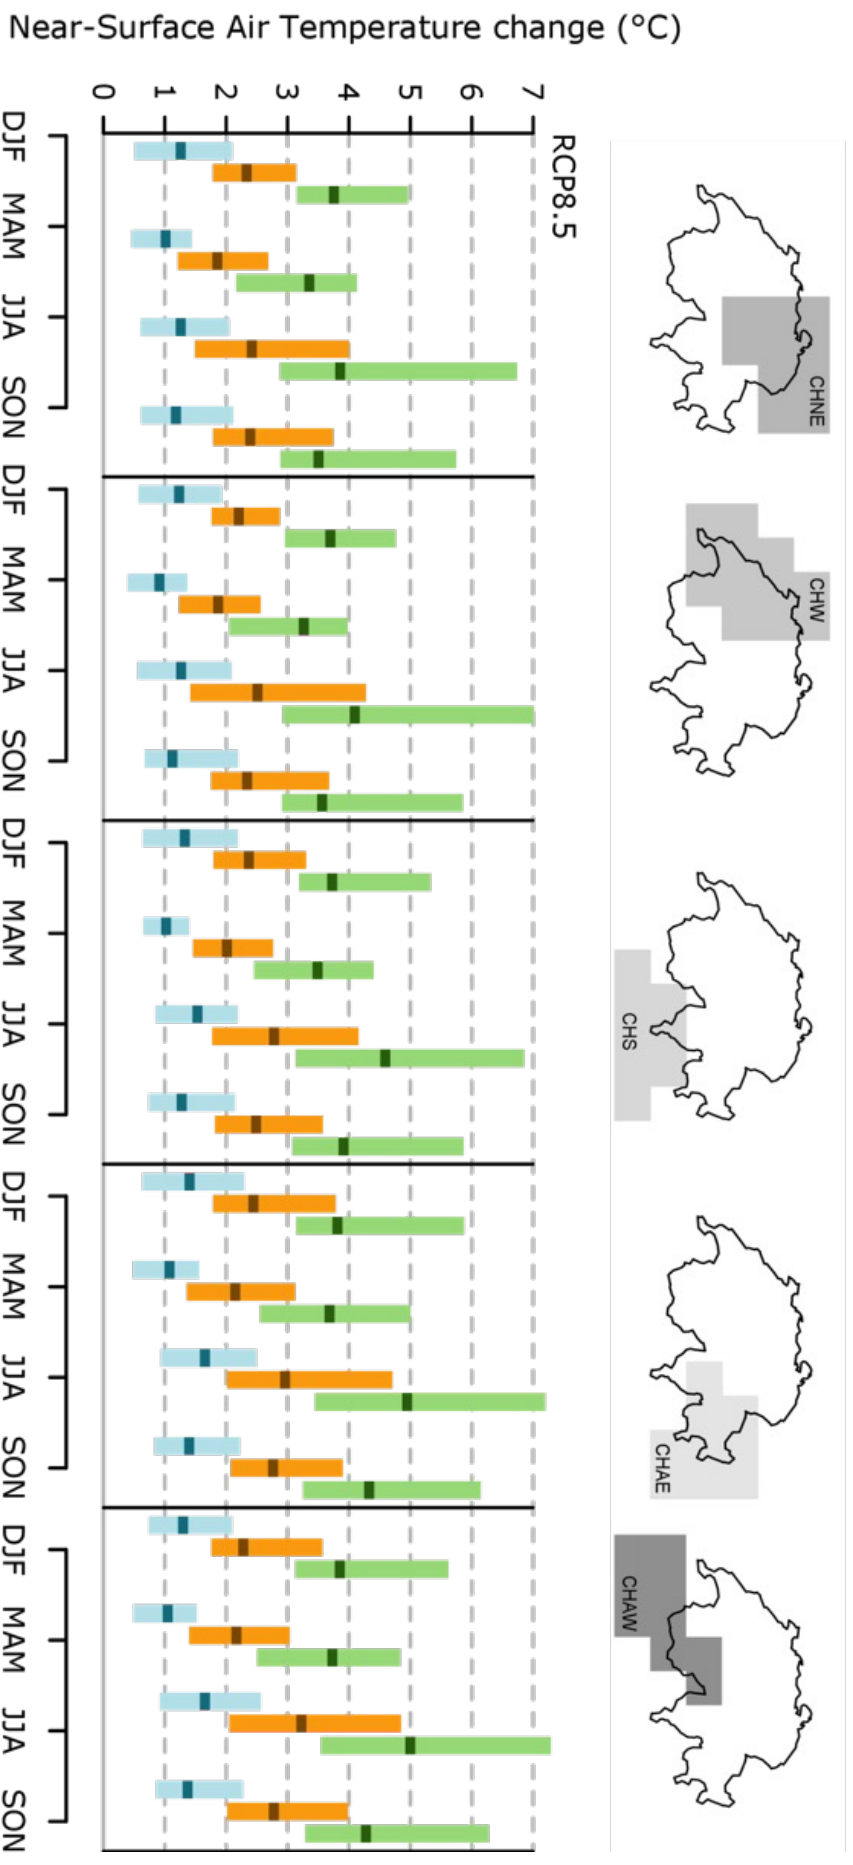 CHNE
CHW
CHS
CHAE
CHAW
RCP8.5
Near-Surface Air Temperature change (°C)
7
6
5
4
3
2
1
0
DJF MAM JJA SON DJF MAM JJA SON DJF MAM JJA SON DJF MAM JJA SON DJF MAM JJA SON